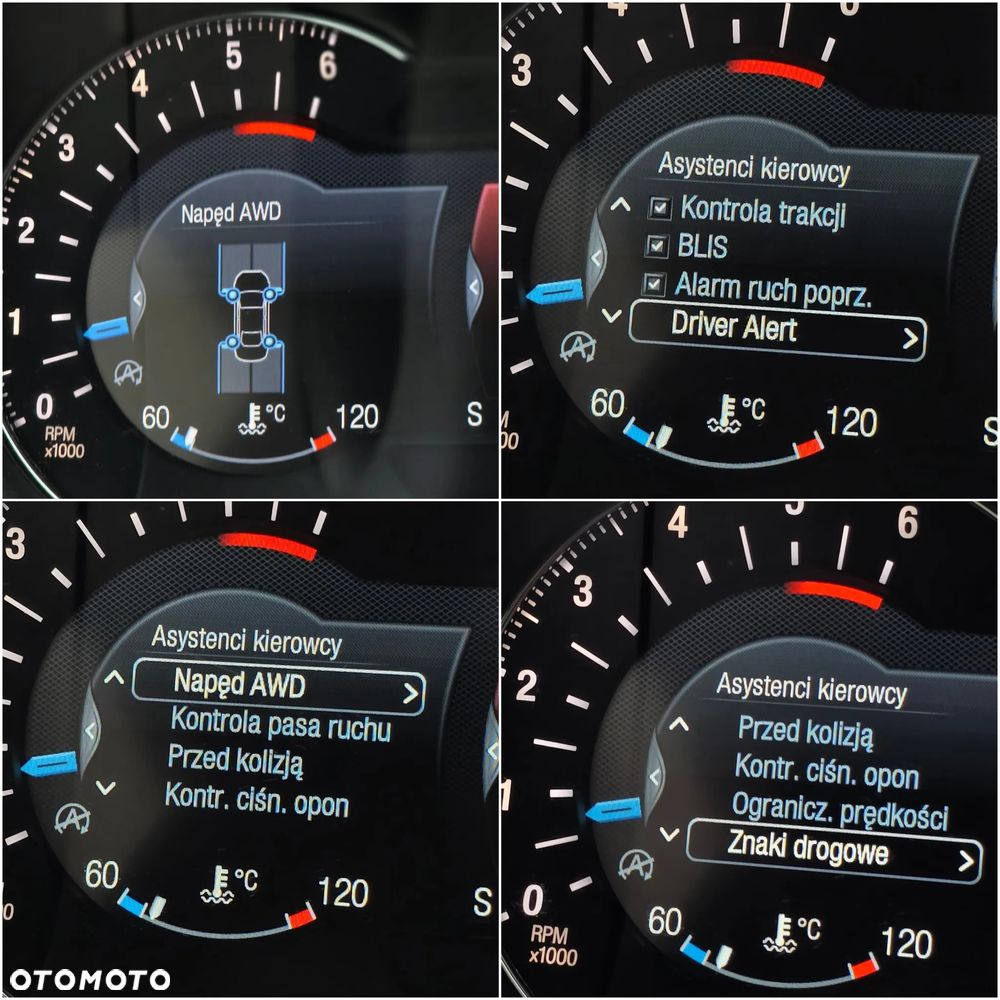 4
5
6
3
2
1
0
RPM
x1000
Napęd AWD
60
°C
120
S
3
Asystenci kierowcy
Kontrola trakcji
BLIS
Alarm ruch poprz.
Driver Alert
60
°C
120
S
3
Asystenci kierowcy
Napęd AWD
Kontrola pasa ruchu
Przed kolizją
Kontr. ciśn. opon
60
°C
120
S
4
5
6
3
2
1
0
RPM
x1000
Asystenci kierowcy
Przed kolizją
Kontr. ciśn. opon
Ogranicz. prędkości
Znaki drogowe
60
°C
120
OTOMOTO